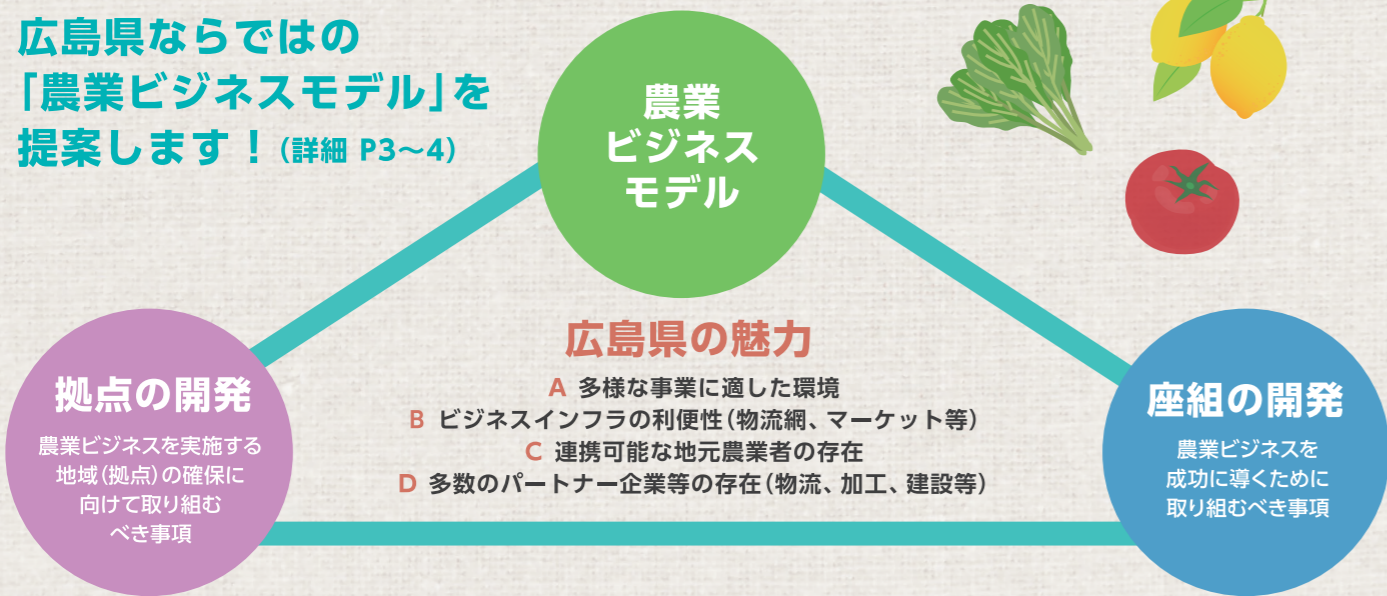 広島県ならではの
「農業ビジネスモデル」を
提案します！(詳細 P3～4)
農業
ビジネス
モデル
広島県の魅力
A 多様な事業に適した環境
B ビジネスインフラの利便性(物流網、マーケット等)
C 連携可能な地元農業者の存在
D 多数のパートナー企業等の存在(物流、加工、建設等)
拠点の開発
農業ビジネスを実施する
地域(拠点)の確保に
向けて取り組む
べき事項
座組の開発
農業ビジネスを
成功に導くために
取り組むべき事項